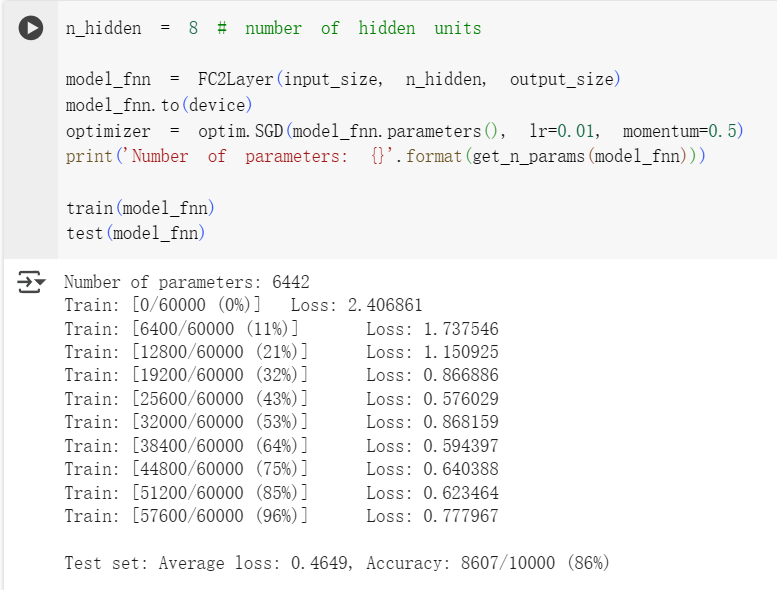 n_hidden = 8 # number of hidden units
model_fnn = FC2Layer(input_size, n_hidden, output_size)
model_fnn.to(device)
optimizer = optim.SGD(model_fnn.parameters(), lr=0.01, momentum=0.5)
print('Number of parameters: {}'.format(get_n_params(model_fnn)))
train(model_fnn)
test(model_fnn)
Number of parameters: 6442
Train: [0/60000 (0%)] Loss: 2.406861
Train: [6400/60000 (11%)] Loss: 1.737546
Train: [12800/60000 (21%)] Loss: 1.150925
Train: [19200/60000 (32%)] Loss: 0.866886
Train: [25600/60000 (43%)] Loss: 0.576029
Train: [32000/60000 (53%)] Loss: 0.868159
Train: [38400/60000 (64%)] Loss: 0.594397
Train: [44800/60000 (75%)] Loss: 0.640388
Train: [51200/60000 (85%)] Loss: 0.623464
Train: [57600/60000 (96%)] Loss: 0.777967
Test set: Average loss: 0.4649, Accuracy: 8607/10000 (86%)